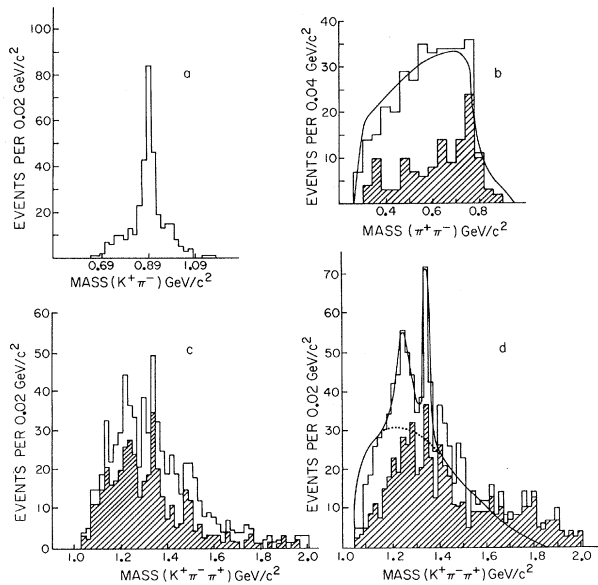 100
80
60
40
20
EVENTS PER 0.02 GeV/c²
a
0.69 0.89 1.09
MASS(K⁺π⁻)GeV/c²
40
30
20
10
EVENTS PER 0.04 GeV/c²
b
0.4 0.6 0.8
MASS (π⁺π⁻) GeV/c²
60
50
40
30
20
10
0
EVENTS PER 0.02 GeV/c²
c
1.0 1.2 1.4 1.6 1.8 2.0
MASS(K⁺π⁻π⁺)GeV/c²
70
60
50
40
30
20
10
EVENTS PER 0.02 GeV/c²
d
1.0 1.2 1.4 1.6 1.8 2.0
MASS(K⁺π⁻π⁺)GeV/c²